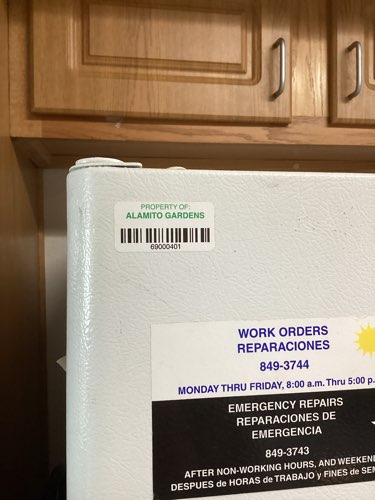 PROPERTY OF:
ALAMITO GARDENS
69000401
WORK ORDERS
REPARACIONES
849-3744
MONDAY THRU FRIDAY, 8:00 a.m. Thru 5:00 p.
EMERGENCY REPAIRS
REPARACIONES DE
EMERGENCIA
849-3743
AFTER NON-WORKING HOURS, AND WEEKEN
DESPUES de HORAS de TRABAJO y FINES de SEM